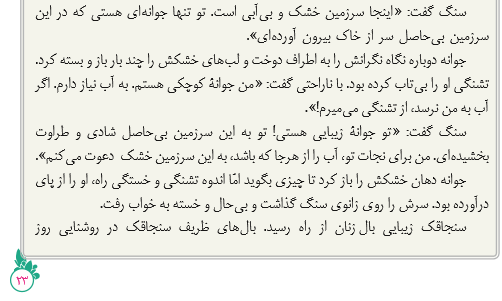 سنگ گفت: «اینجا سرزمین خشک و بی‌آبی است. تو تنها جوانه‌ای هستی که در این
سرزمین بی‌حاصل سر از خاک بیرون آورده‌ای».
جوانه دوباره نگاه نگرانش را به اطراف دوخت و لب‌های خشکش را چند بار باز و بسته کرد.
تشنگی او را بی‌تاب کرده بود. با ناراحتی گفت: «من جوانهٔ کوچکی هستم. به آب نیاز دارم. اگر
آب به من نرسد، از تشنگی می‌میرم!».
سنگ گفت: «تو جوانهٔ زیبایی هستی! تو به این سرزمین بی‌حاصل شادی و طراوت
بخشیده‌ای. من برای نجات تو، آب را از هرجا که باشد، به این سرزمین خشک دعوت می‌کنم».
جوانه دهان خشکش را باز کرد تا چیزی بگوید امّا اندوه تشنگی و خستگی راه، او را از پای
درآورده بود. سرش را روی زانوی سنگ گذاشت و بی‌حال و خسته به خواب رفت.
سنجاقک زیبایی بال‌زنان از راه رسید. بال‌های ظریف سنجاقک در روشنایی روز
۲۳